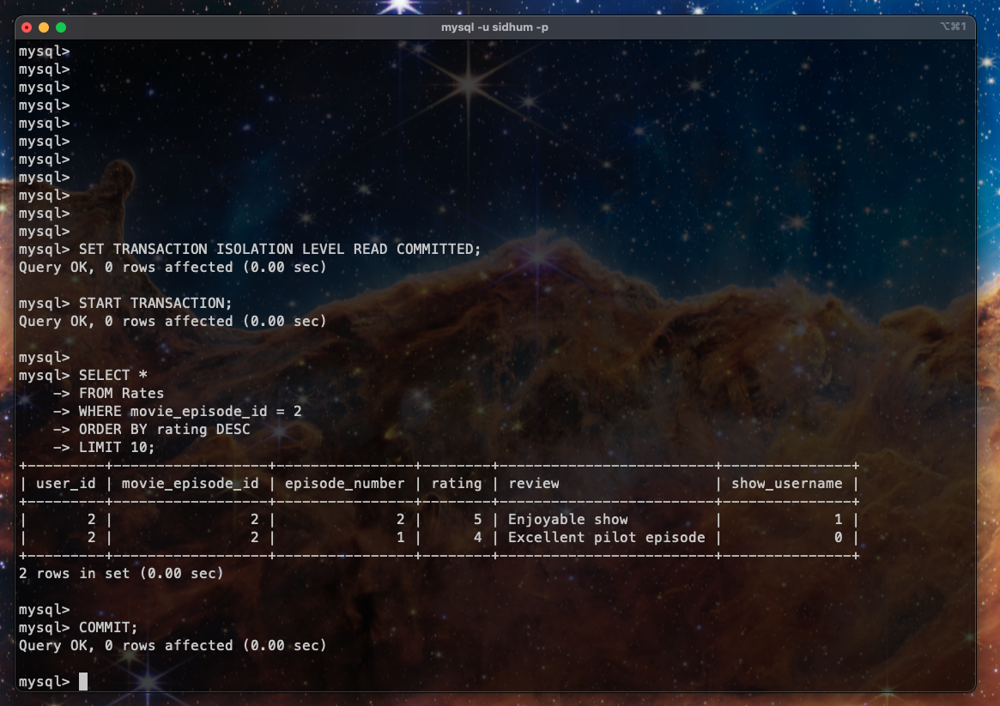 mysql -u sidhum -p
⌥⌘1
mysql>
mysql>
mysql>
mysql>
mysql>
mysql>
mysql>
mysql>
mysql>
mysql>
mysql>
mysql> SET TRANSACTION ISOLATION LEVEL READ COMMITTED;
Query OK, 0 rows affected (0.00 sec)
mysql> START TRANSACTION;
Query OK, 0 rows affected (0.00 sec)
mysql>
mysql> SELECT *
    -> FROM Rates
    -> WHERE movie_episode_id = 2
    -> ORDER BY rating DESC
    -> LIMIT 10;
+---------+------------------+----------------+--------+-------------------------+---------------+
| user_id | movie_episode_id | episode_number | rating | review                  | show_username |
+---------+------------------+----------------+--------+-------------------------+---------------+
|       2 |                2 |              2 |      5 | Enjoyable show          |             1 |
|       2 |                2 |              1 |      4 | Excellent pilot episode |             0 |
+---------+------------------+----------------+--------+-------------------------+---------------+
2 rows in set (0.00 sec)
mysql>
mysql> COMMIT;
Query OK, 0 rows affected (0.00 sec)
mysql>